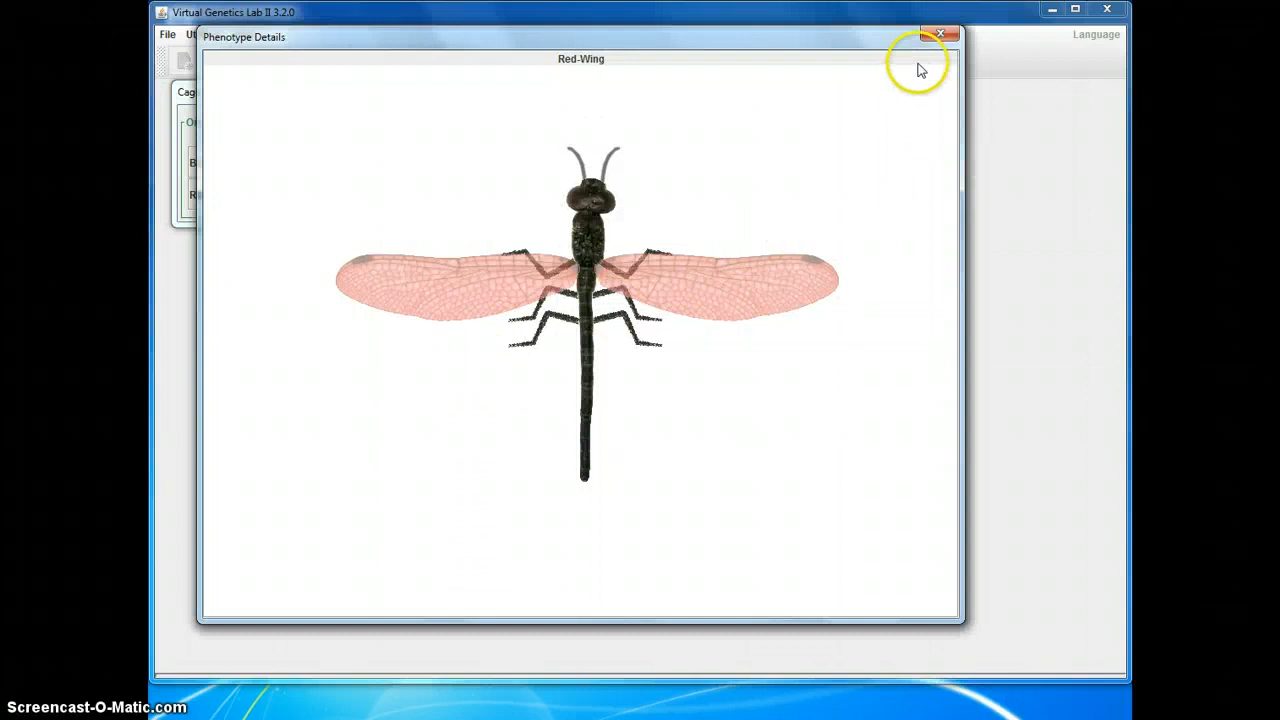 Virtual Genetics Lab II 3.2.0
File
Language
Phenotype Details
Red-Wing
Screencast-O-Matic.com